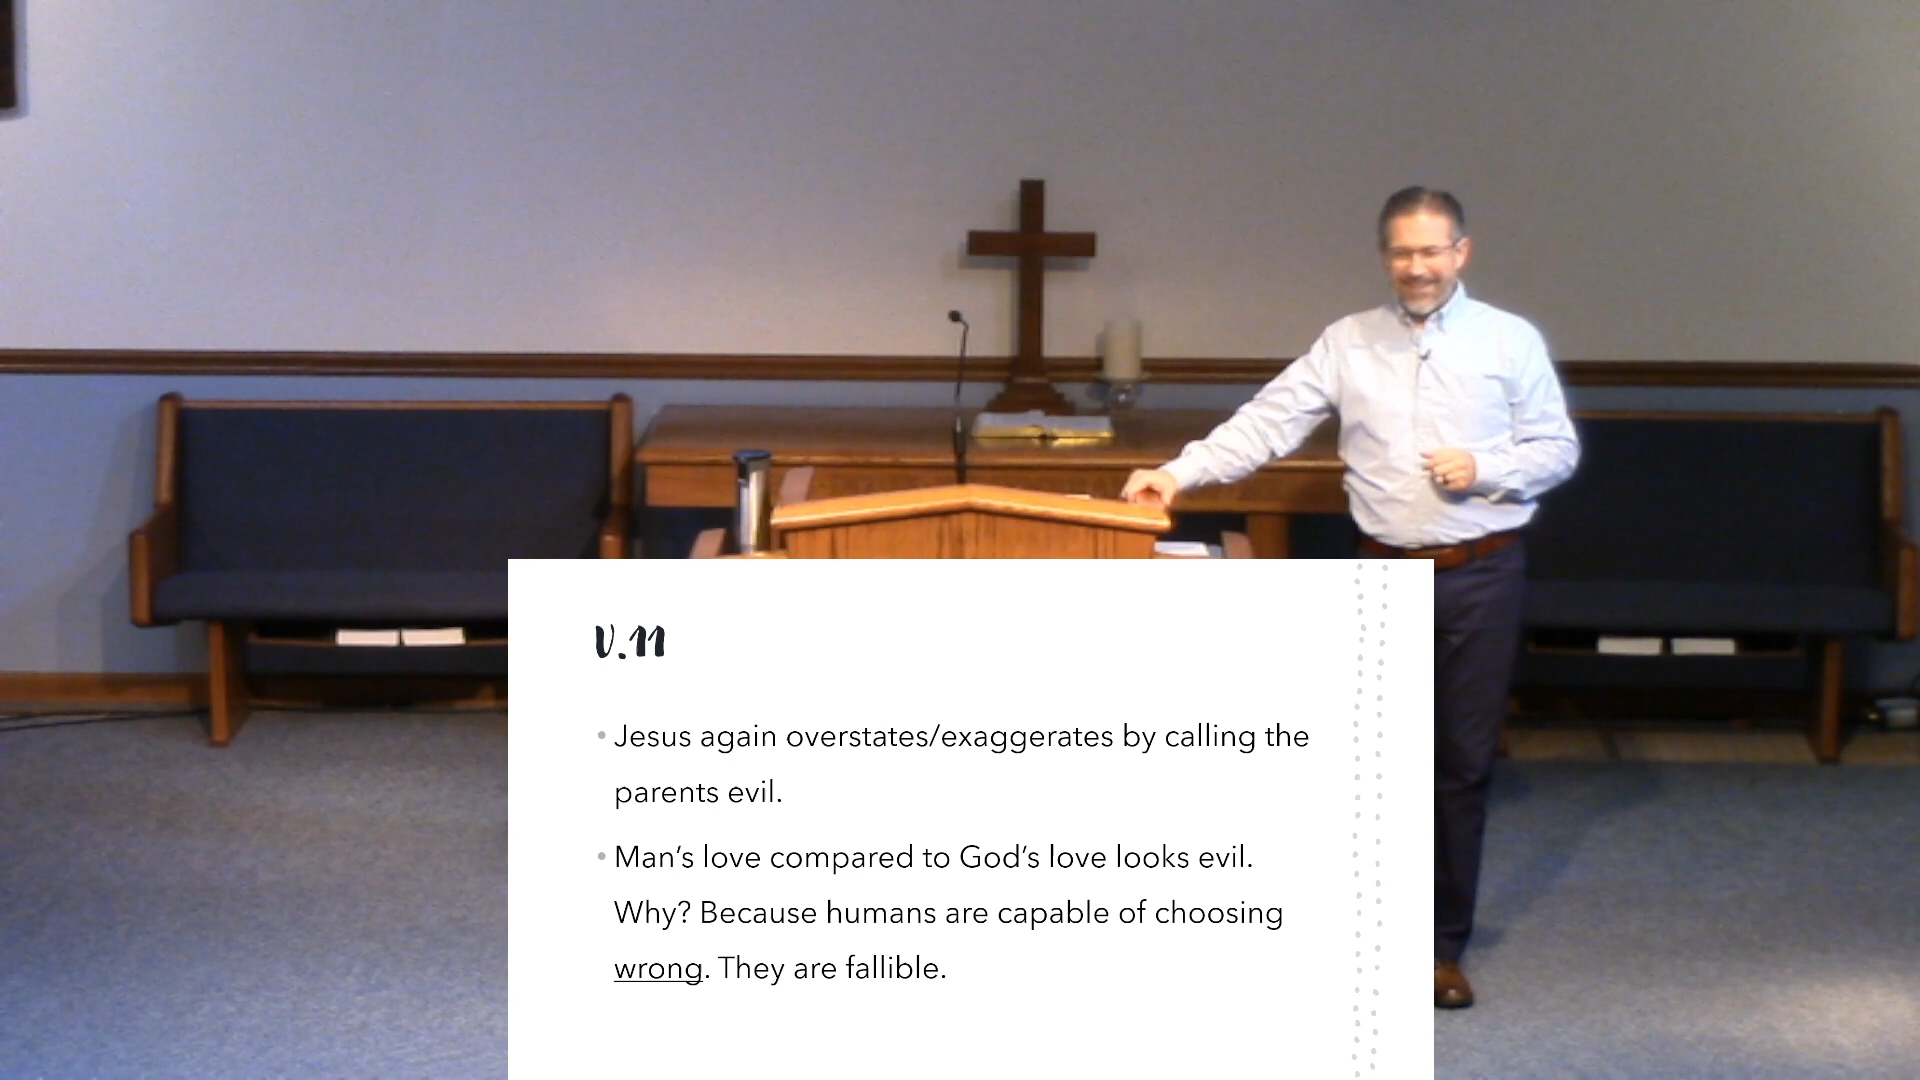 v.11
• Jesus again overstates/exaggerates by calling the
parents evil.
• Man’s love compared to God’s love looks evil.
Why? Because humans are capable of choosing
wrong. They are fallible.